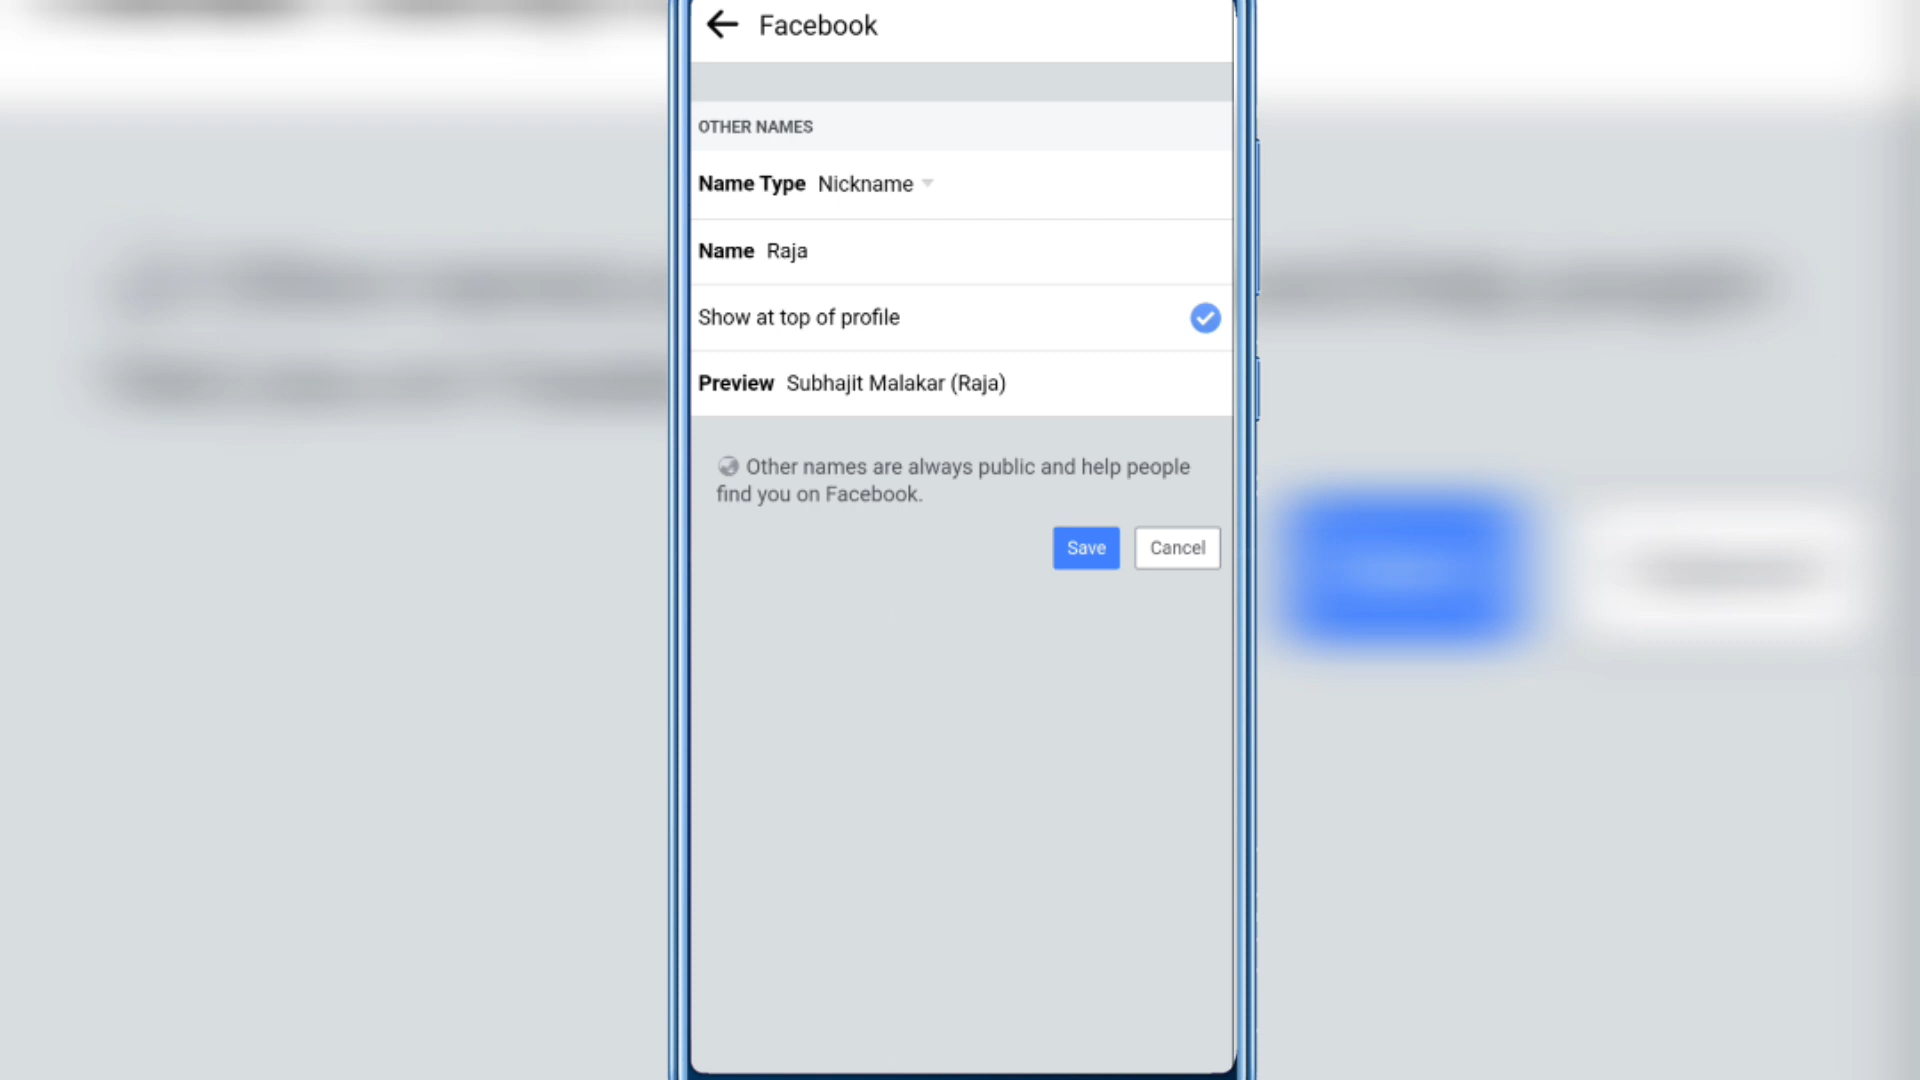 Facebook
OTHER NAMES
Name Type Nickname
Name Raja
Show at top of profile
Preview Subhajit Malakar (Raja)
Other names are always public and help people
find you on Facebook.
Save Cancel